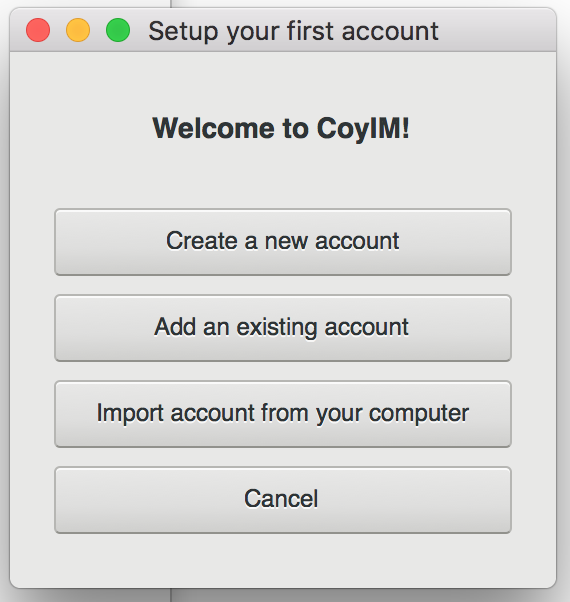 Setup your first account
Welcome to CoyIM!
Create a new account
Add an existing account
Import account from your computer
Cancel